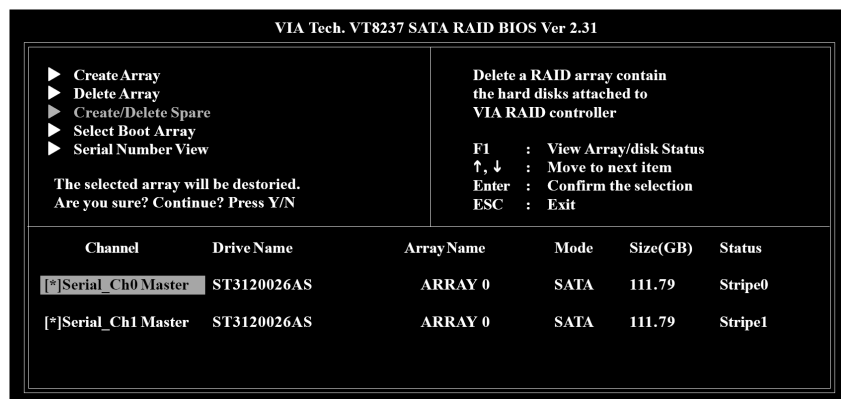 VIA Tech. VT8237 SATA RAID BIOS Ver 2.31
Create Array
Delete Array
Create/Delete Spare
Select Boot Array
Serial Number View
The selected array will be destoried.
Are you sure? Continue? Press Y/N
Delete a RAID array contain
the hard disks attached to
VIA RAID controller
F1 : View Array/disk Status
↑, ↓ : Move to next item
Enter : Confirm the selection
ESC : Exit
Channel Drive Name Array Name Mode Size(GB) Status
[*]Serial_Ch0 Master ST3120026AS ARRAY 0 SATA 111.79 Stripe0
[*]Serial_Ch1 Master ST3120026AS ARRAY 0 SATA 111.79 Stripe1